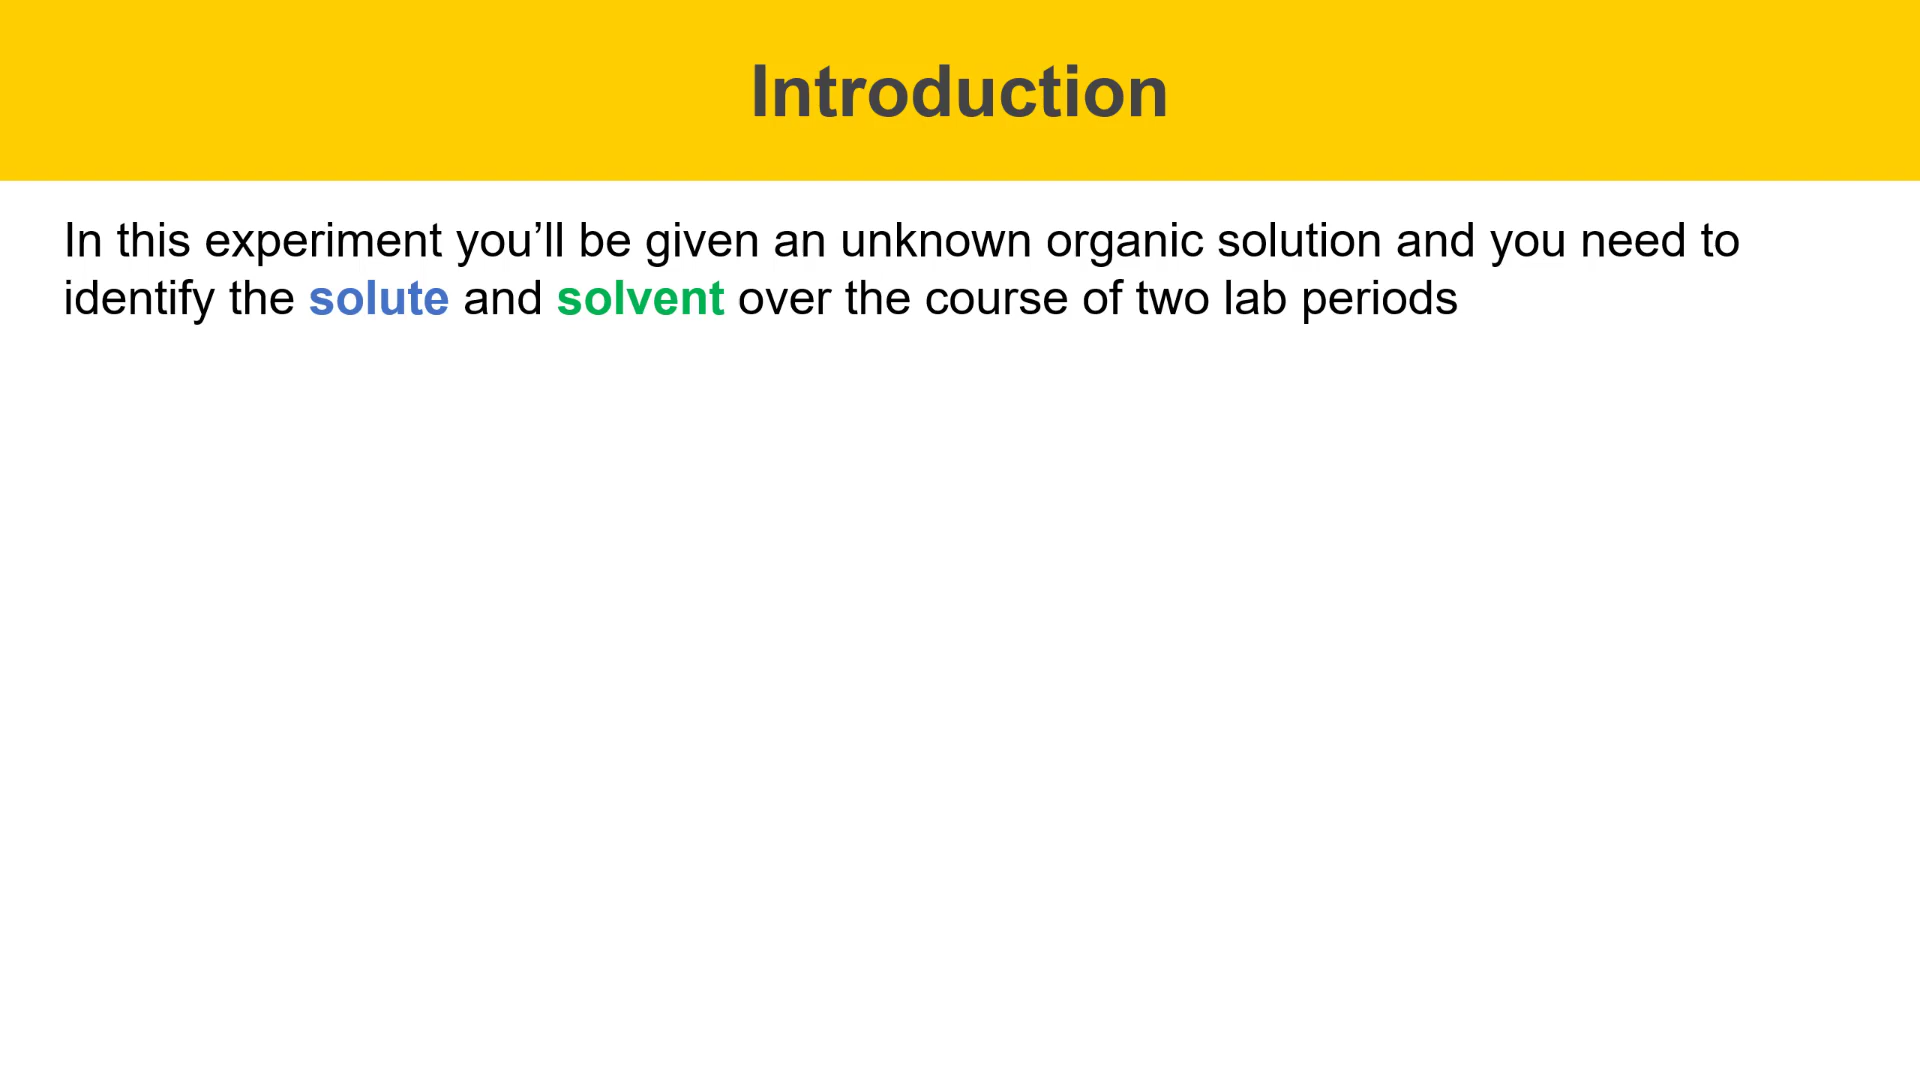 Introduction
In this experiment you’ll be given an unknown organic solution and you need to
identify the solute and solvent over the course of two lab periods